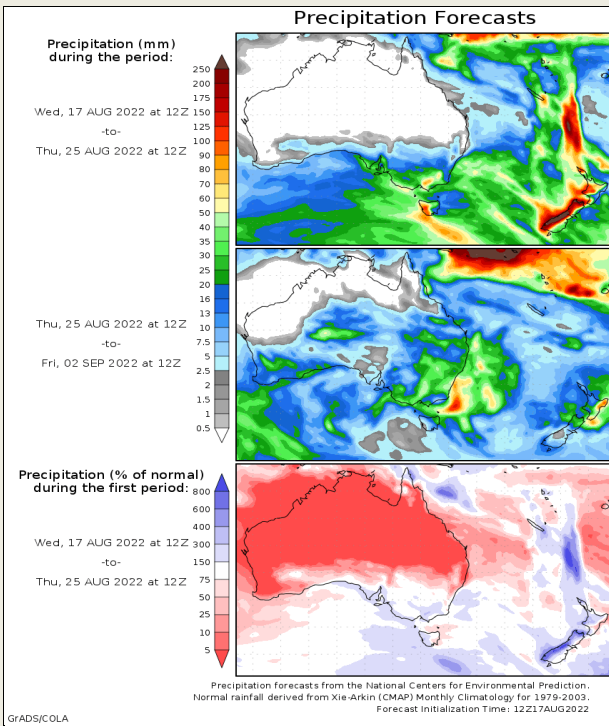 Precipitation Forecasts
Precipitation (mm)
during the period:
Wed, 17 AUG 2022 at 12Z
-to-
Thu, 25 AUG 2022 at 12Z
250
200
175
150
125
100
90
80
70
60
50
40
35
30
25
20
16
13
10
7.5
5
2.5
2
1.5
1
0.5
Thu, 25 AUG 2022 at 12Z
-to-
Fri, 02 SEP 2022 at 12Z
Precipitation (% of normal)
during the first period:
Wed, 17 AUG 2022 at 12Z
-to-
Thu, 25 AUG 2022 at 12Z
800
600
400
300
150
75
50
25
10
5
Precipitation forecasts from the National Centers for Environmental Prediction.
Normal rainfall derived from Xie-Arkin (CMAP) Monthly Climatology for 1979-2003.
Forecast Initialization Time: 12Z17AUG2022
GrADS/COLA